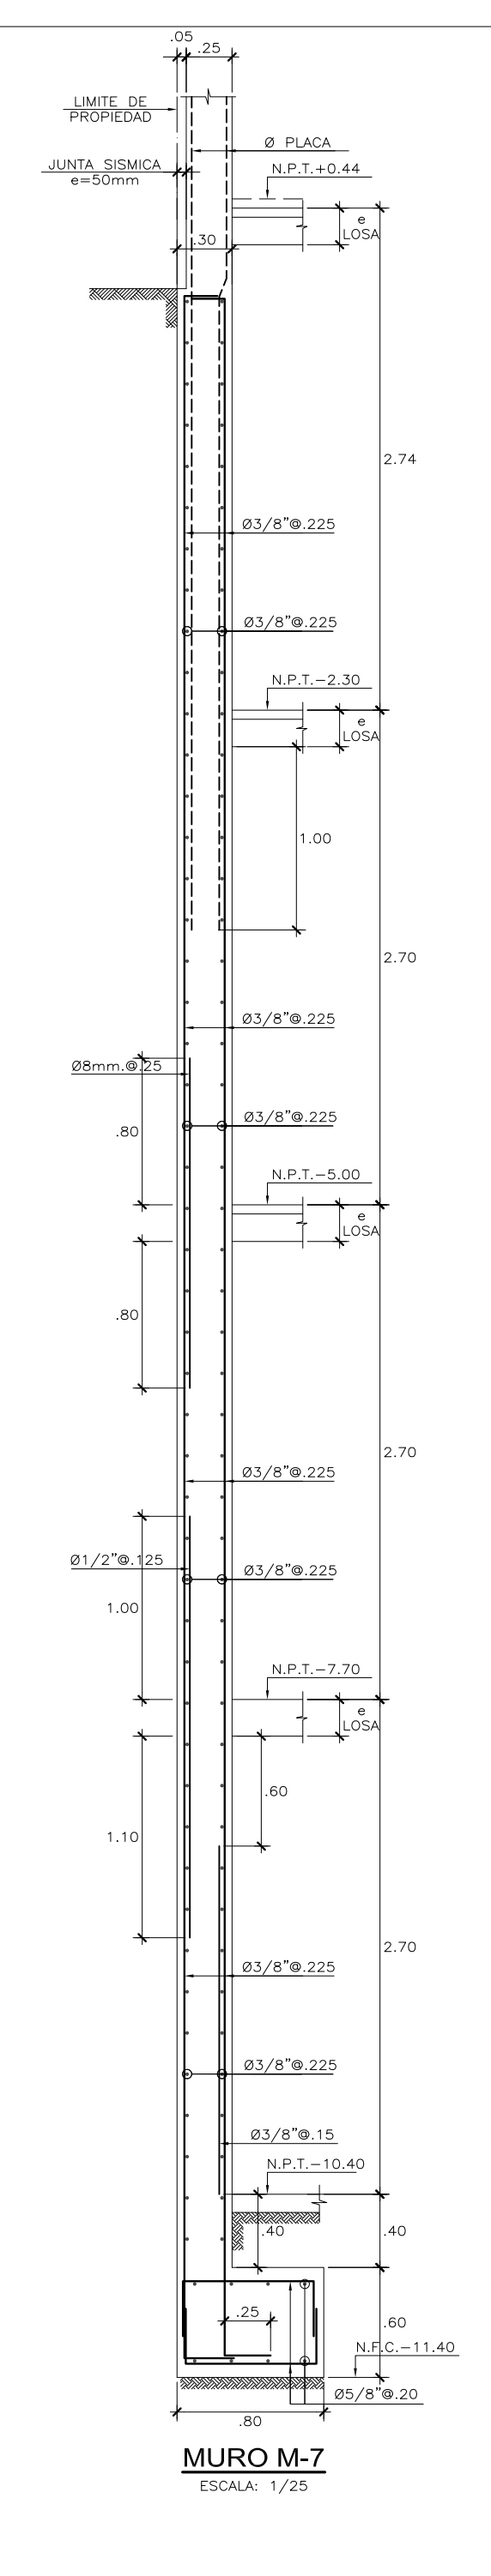 .05
.25
LIMITE DE
PROPIEDAD
Ø PLACA
JUNTA SISMICA
e=50mm
N.P.T.+0.44
e
LOSA
.30
2.74
Ø3/8"@.225
Ø3/8"@.225
N.P.T.-2.30
e
LOSA
1.00
2.70
Ø3/8"@.225
Ø8mm.@.25
Ø3/8"@.225
.80
N.P.T.-5.00
e
LOSA
.80
2.70
Ø3/8"@.225
Ø1/2"@.125
Ø3/8"@.225
1.00
N.P.T.-7.70
e
LOSA
.60
1.10
2.70
Ø3/8"@.225
Ø3/8"@.225
Ø3/8"@.15
N.P.T.-10.40
.40
.40
.25
.60
N.F.C.-11.40
Ø5/8"@.20
.80
MURO M-7
ESCALA: 1/25